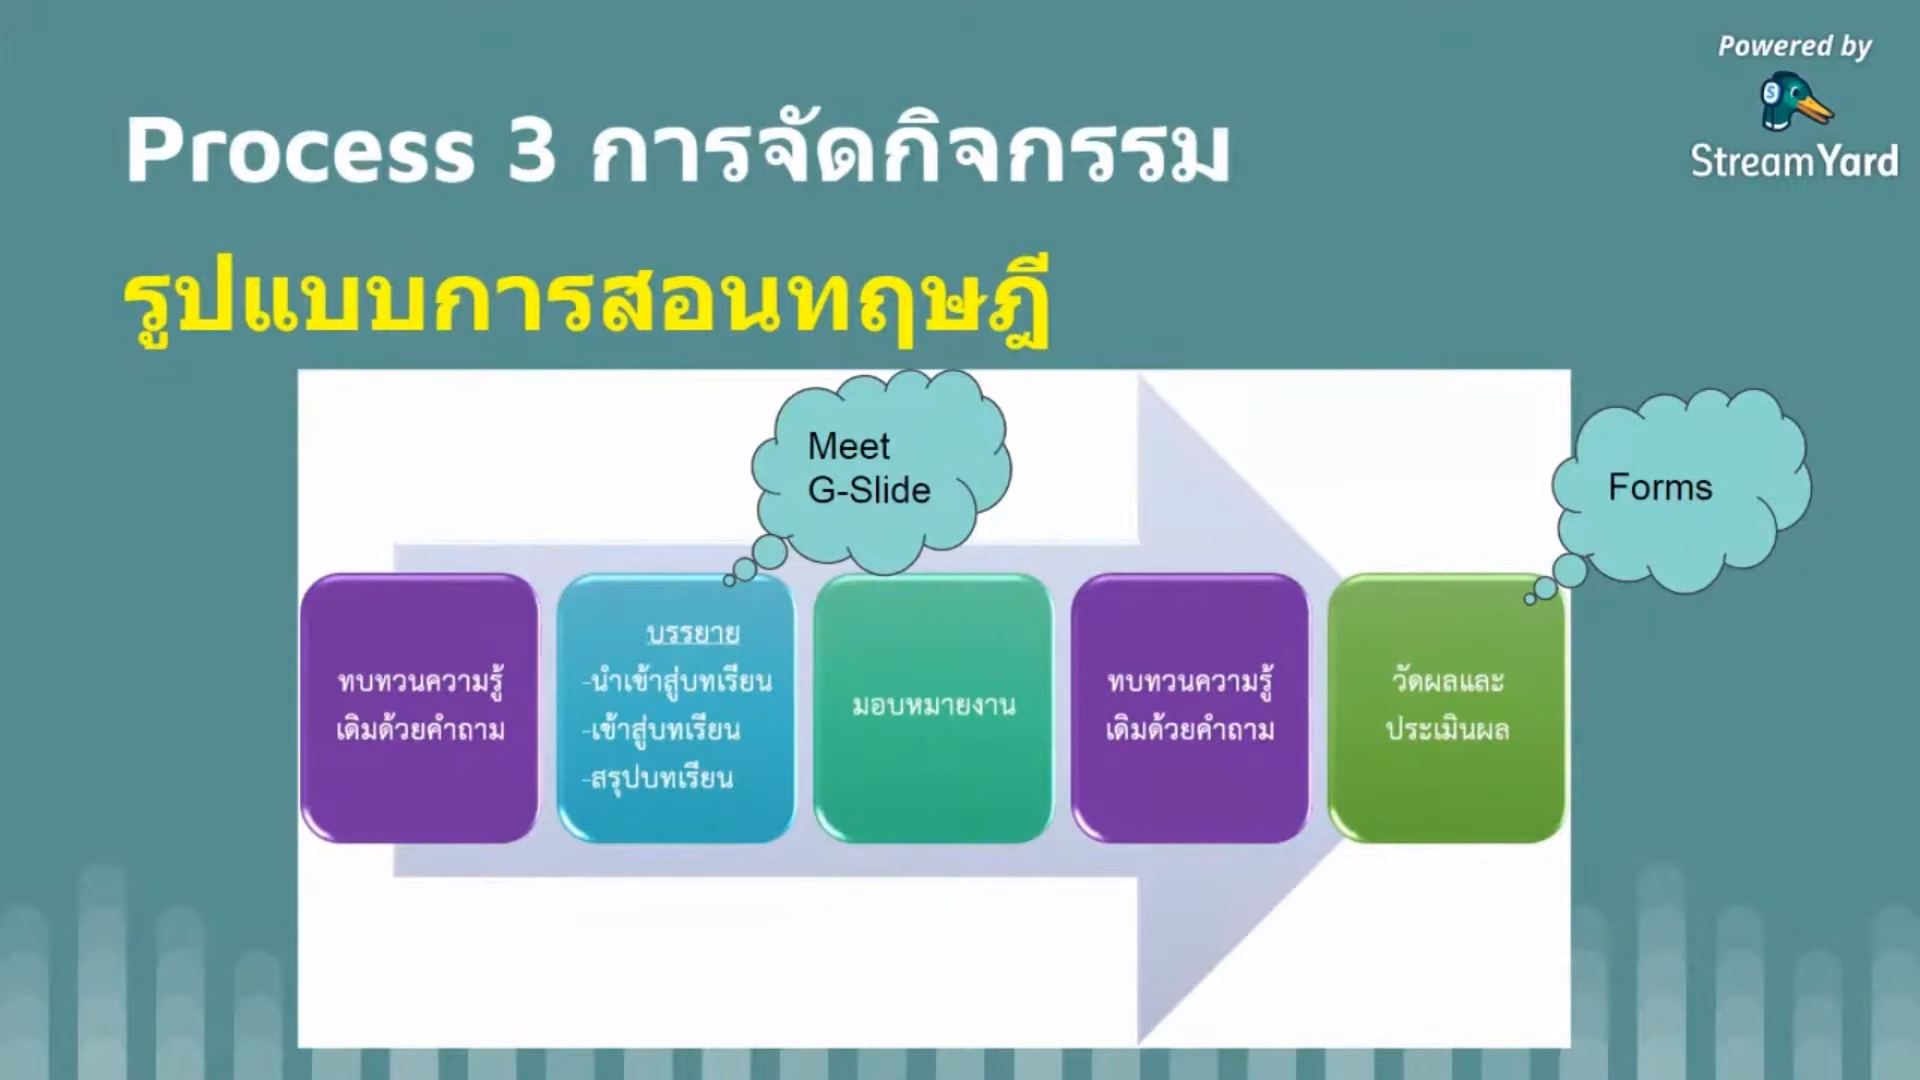 Powered by
StreamYard
Process 3 การจัดกิจกรรม
รูปแบบการสอนทฤษฎี
Meet
G-Slide
Forms
ทบทวนความรู้
เดิมด้วยคำถาม
บรรยาย
-นำเข้าสู่บทเรียน
-เข้าสู่บทเรียน
-สรุปบทเรียน
มอบหมายงาน
ทบทวนความรู้
เดิมด้วยคำถาม
วัดผลและ
ประเมินผล